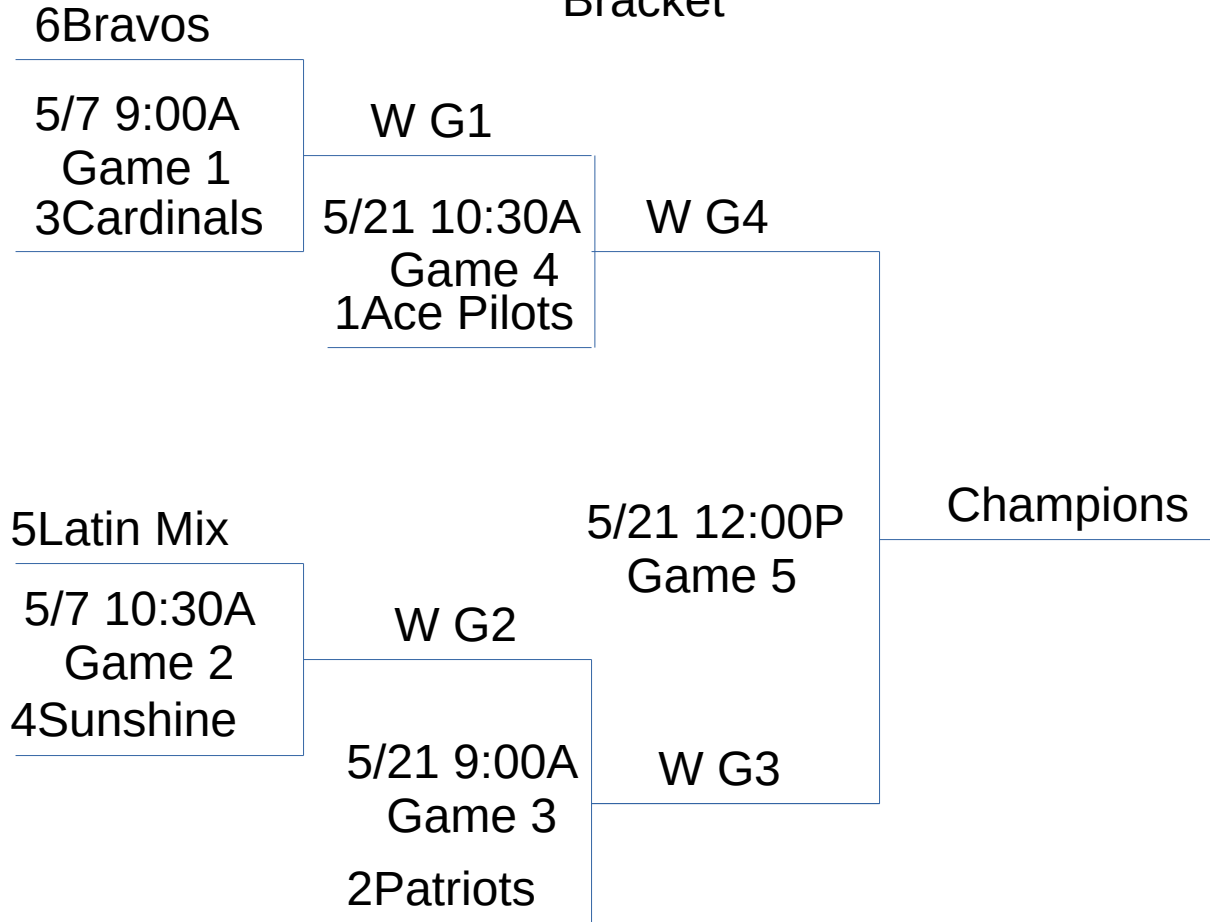 Bracket
6Bravos
5/7 9:00A
Game 1
3Cardinals
W G1
5/21 10:30A
Game 4
1Ace Pilots
W G4
5/21 12:00P
Game 5
Champions
5Latin Mix
5/7 10:30A
Game 2
4Sunshine
W G2
5/21 9:00A
Game 3
2Patriots
W G3